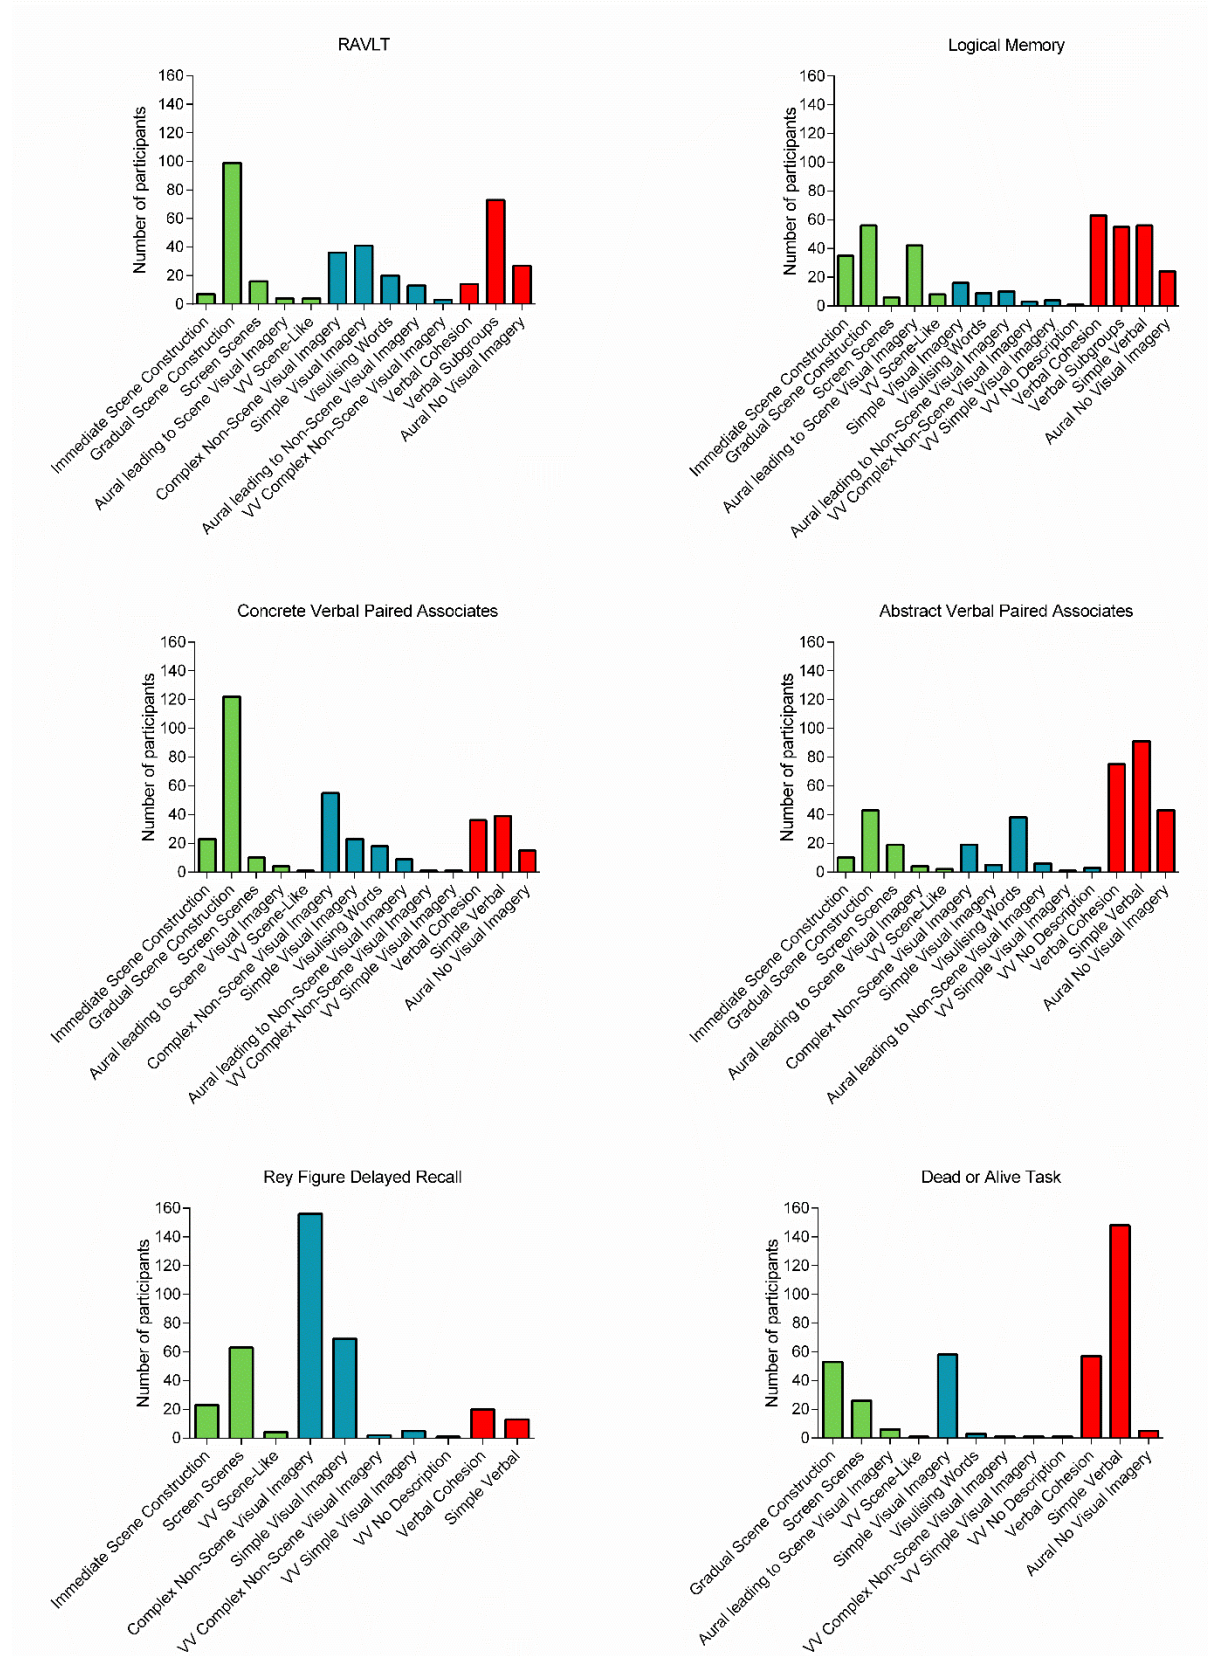 RAVLT
Number of participants
160
140
120
100
80
60
40
20
0
Immediate Scene Construction
Gradual Scene Construction
Screen Scenes
Aural leading to Scene Visual Imagery
VV Scene-Like
Complex Non-Scene Visual Imagery
Simple Visual Imagery
Visulising Words
Aural leading to Non-Scene Visual Imagery
VV Complex Non-Scene Visual Imagery
Verbal Cohesion
Verbal Subgroups
Aural No Visual Imagery
Logical Memory
Number of participants
160
140
120
100
80
60
40
20
0
Immediate Scene Construction
Gradual Scene Construction
Screen Scenes
Aural leading to Scene Visual Imagery
VV Scene-Like
Simple Visual Imagery
Visulising Words
Aural leading to Non-Scene Visual Imagery
VV Complex Non-Scene Visual Imagery
VV Simple Visual Imagery
VV No Description
Verbal Cohesion
Verbal Subgroups
Simple Verbal
Aural No Visual Imagery
Concrete Verbal Paired Associates
Number of participants
160
140
120
100
80
60
40
20
0
Immediate Scene Construction
Gradual Scene Construction
Screen Scenes
Aural leading to Scene Visual Imagery
VV Scene-Like
Complex Non-Scene Visual Imagery
Simple Visual Imagery
Visulising Words
Aural leading to Non-Scene Visual Imagery
VV Complex Non-Scene Visual Imagery
VV Simple Visual Imagery
Verbal Cohesion
Simple Verbal
Aural No Visual Imagery
Abstract Verbal Paired Associates
Number of participants
160
140
120
100
80
60
40
20
0
Immediate Scene Construction
Gradual Scene Construction
Screen Scenes
Aural leading to Scene Visual Imagery
VV Scene-Like
Complex Non-Scene Visual Imagery
Simple Visual Imagery
Visulising Words
Aural leading to Non-Scene Visual Imagery
VV Simple Visual Imagery
VV No Description
Verbal Cohesion
Simple Verbal
Aural No Visual Imagery
Rey Figure Delayed Recall
Number of participants
160
140
120
100
80
60
40
20
0
Immediate Scene Construction
Screen Scenes
VV Scene-Like
Complex Non-Scene Visual Imagery
Simple Visual Imagery
VV Complex Non-Scene Visual Imagery
VV Simple Visual Imagery
VV No Description
Verbal Cohesion
Simple Verbal
Dead or Alive Task
Number of participants
160
140
120
100
80
60
40
20
0
Gradual Scene Construction
Screen Scenes
Aural leading to Scene Visual Imagery
VV Scene-Like
Simple Visual Imagery
Visulising Words
VV Complex Non-Scene Visual Imagery
VV Simple Visual Imagery
VV No Description
Verbal Cohesion
Simple Verbal
Aural No Visual Imagery